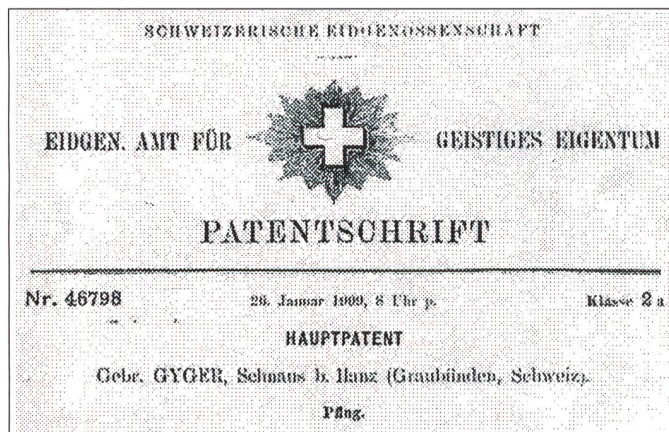 SCHWEIZERISCHE EIDGENOSSENSCHAFT
EIDGEN. AMT FÜR GEISTIGES EIGENTUM
PATENTSCHRIFT
Nr. 46798 26. Januar 1909, 8 Uhr p. Klasse 2 a
HAUPTPATENT
Gebr. GYGER, Schnaus b. Ilanz (Graubünden, Schweiz).
Pflug.